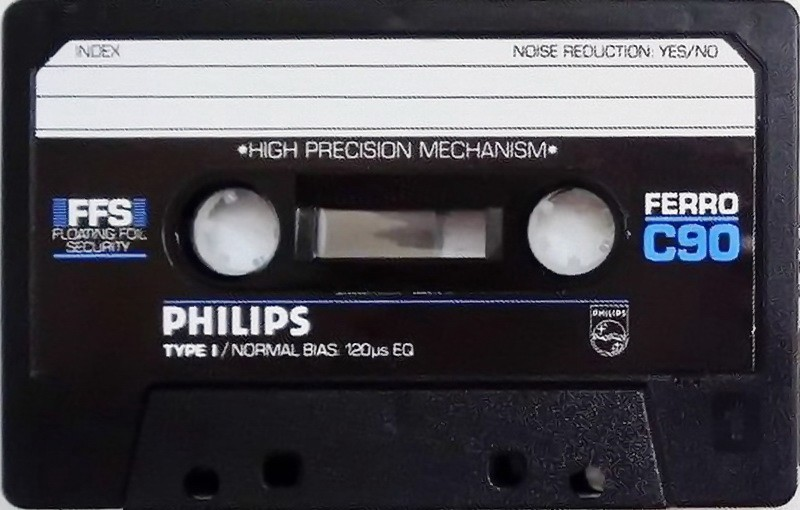 INDEX NOISE REDUCTION: YES/NO
*HIGH PRECISION MECHANISM*
FFS
FLOATING FOIL
SECURITY
FERRO
C90
PHILIPS
TYPE I / NORMAL BIAS 120µs EQ
PHILIPS